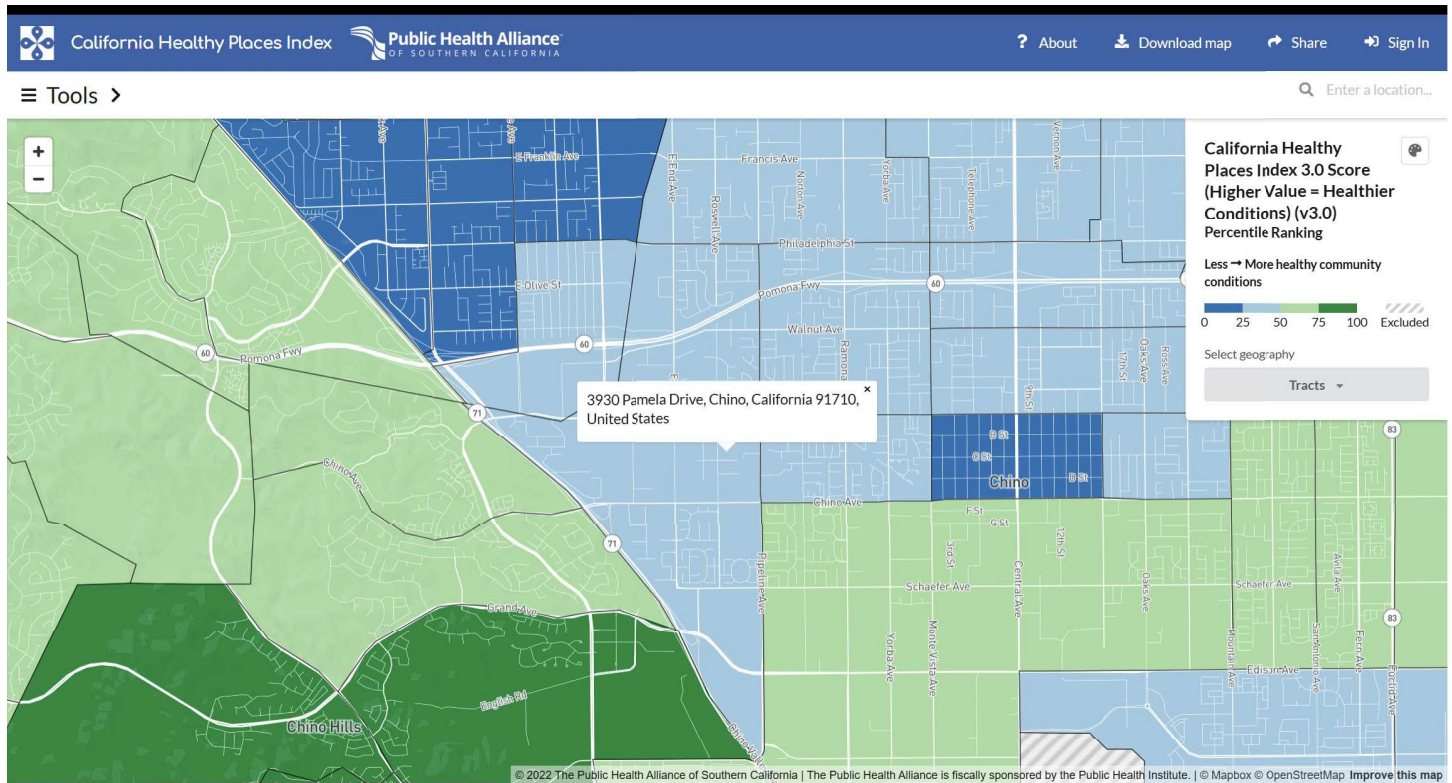 California Healthy Places Index
Public Health Alliance
OF SOUTHERN CALIFORNIA
? About
Download map
Share
Sign In
Tools
Enter a location...
+
−
California Healthy
Places Index 3.0 Score
(Higher Value = Healthier
Conditions) (v3.0)
Percentile Ranking
Less → More healthy community
conditions
0 25 50 75 100 Excluded
Select geography
Tracts
E Franklin Ave
Francis Ave
E End Ave
Roswell Ave
Norton Ave
Yorba Ave
Telephone Ave
Vernon Ave
Philadelphia St
E Olive St
Pomona Fwy
60
Walnut Ave
Ramona
60
60
Pomona Fwy
17th St
Oaks Ave
Ross Ave
9th St
3930 Pamela Drive, Chino, California 91710,
United States
×
71
83
B St
C St
Chino
D St
Chino Ave
Chino Ave
F St
G St
71
3rd St
12th St
Pipeline Ave
Central Ave
Schaefer Ave
Oaks Ave
Schaefer Ave
Avila Ave
Grand Ave
83
Yorba Ave
Monte Vista Ave
Mountain Ave
San Antonio Ave
Fern Ave
Euclid Ave
Edison Ave
English Rd
Chino Hills
© 2022 The Public Health Alliance of Southern California | The Public Health Alliance is fiscally sponsored by the Public Health Institute. | © Mapbox © OpenStreetMap Improve this map